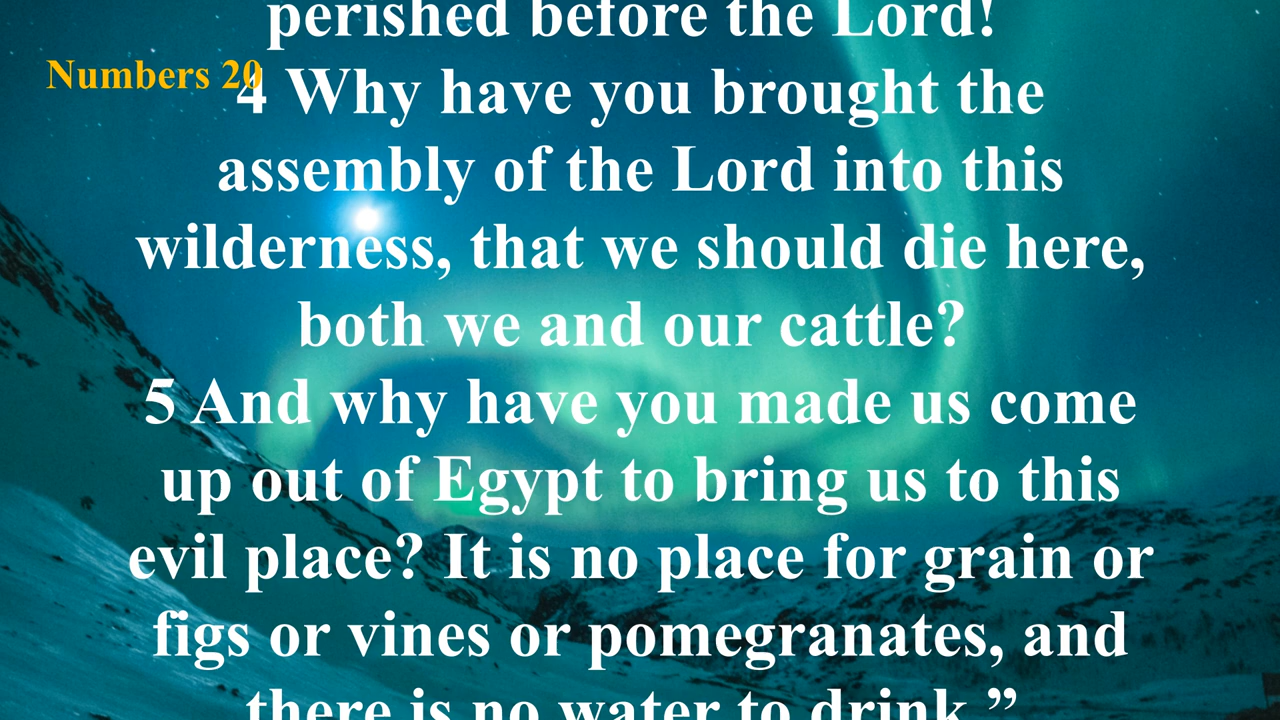 perished before the Lord!
Numbers 20
4 Why have you brought the
assembly of the Lord into this
wilderness, that we should die here,
both we and our cattle?
5 And why have you made us come
up out of Egypt to bring us to this
evil place? It is no place for grain or
figs or vines or pomegranates, and
there is no water to drink.”